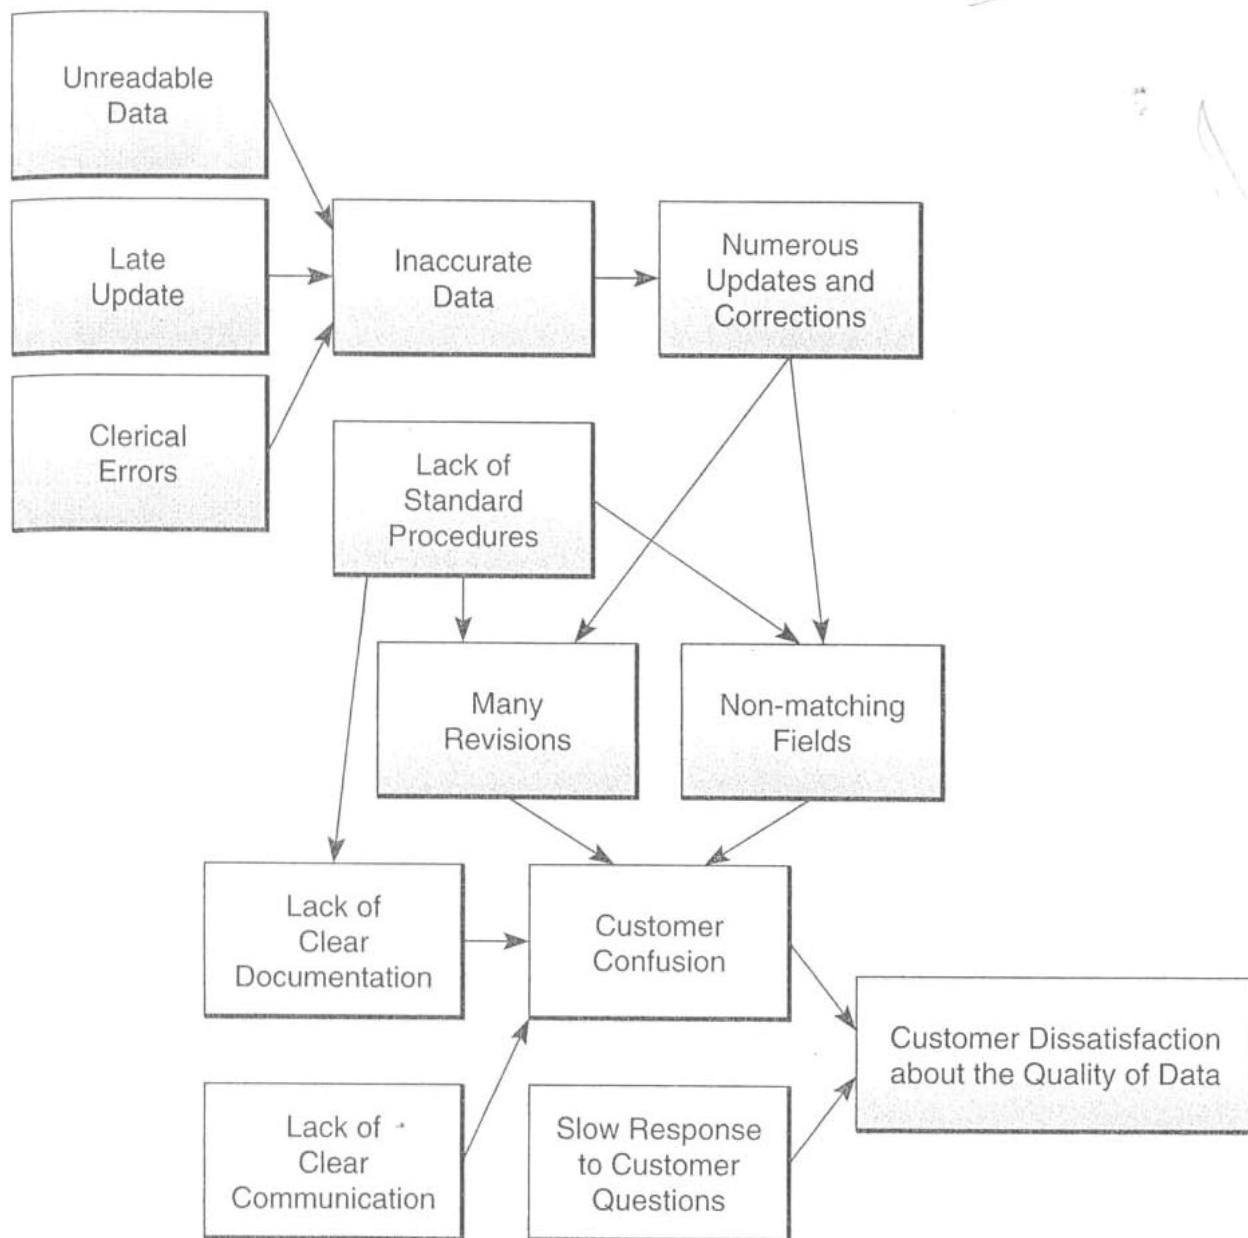 Unreadable
Data
Late
Update
Inaccurate
Data
Numerous
Updates and
Corrections
Clerical
Errors
Lack of
Standard
Procedures
Many
Revisions
Non-matching
Fields
Lack of
Clear
Documentation
Customer
Confusion
Customer Dissatisfaction
about the Quality of Data
Lack of
Clear
Communication
Slow Response
to Customer
Questions